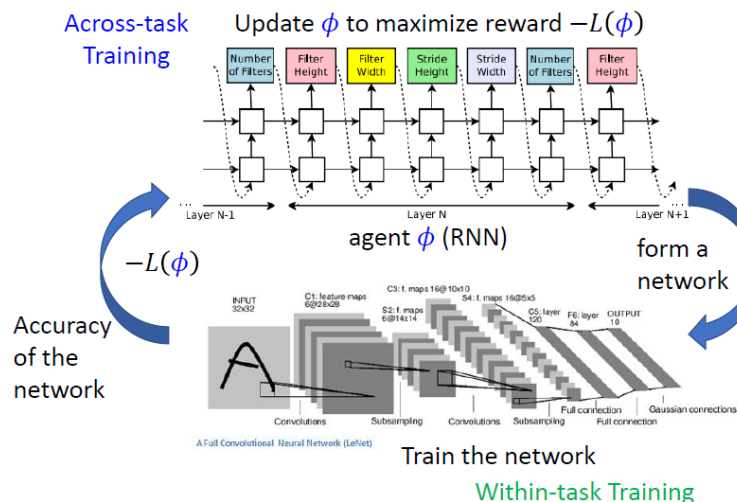 Across-task
Training
Update ϕ to maximize reward −L(ϕ)
Number
of Filters
Filter
Height
Filter
Width
Stride
Height
Stride
Width
Number
of Filters
Filter
Height
...
Layer N-1
Layer N
Layer N+1
...
agent ϕ (RNN)
−L(ϕ)
form a
network
Accuracy
of the
network
INPUT
32x32
C1: feature maps
6@28x28
S2: f. maps
6@14x14
C3: f. maps 16@10x10
S4: f. maps 16@5x5
C5: layer
120
F6: layer
84
OUTPUT
10
Convolutions
Subsampling
Convolutions
Subsampling
Full connection
Full connection
Gaussian connections
A Full Convolutional Neural Network (LeNet)
Train the network
Within-task Training